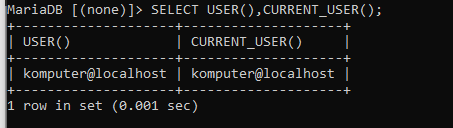 MariaDB [(none)]> SELECT USER(),CURRENT_USER();
+--------------------+--------------------+
| USER()             | CURRENT_USER()     |
+--------------------+--------------------+
| komputer@localhost | komputer@localhost |
+--------------------+--------------------+
1 row in set (0.001 sec)